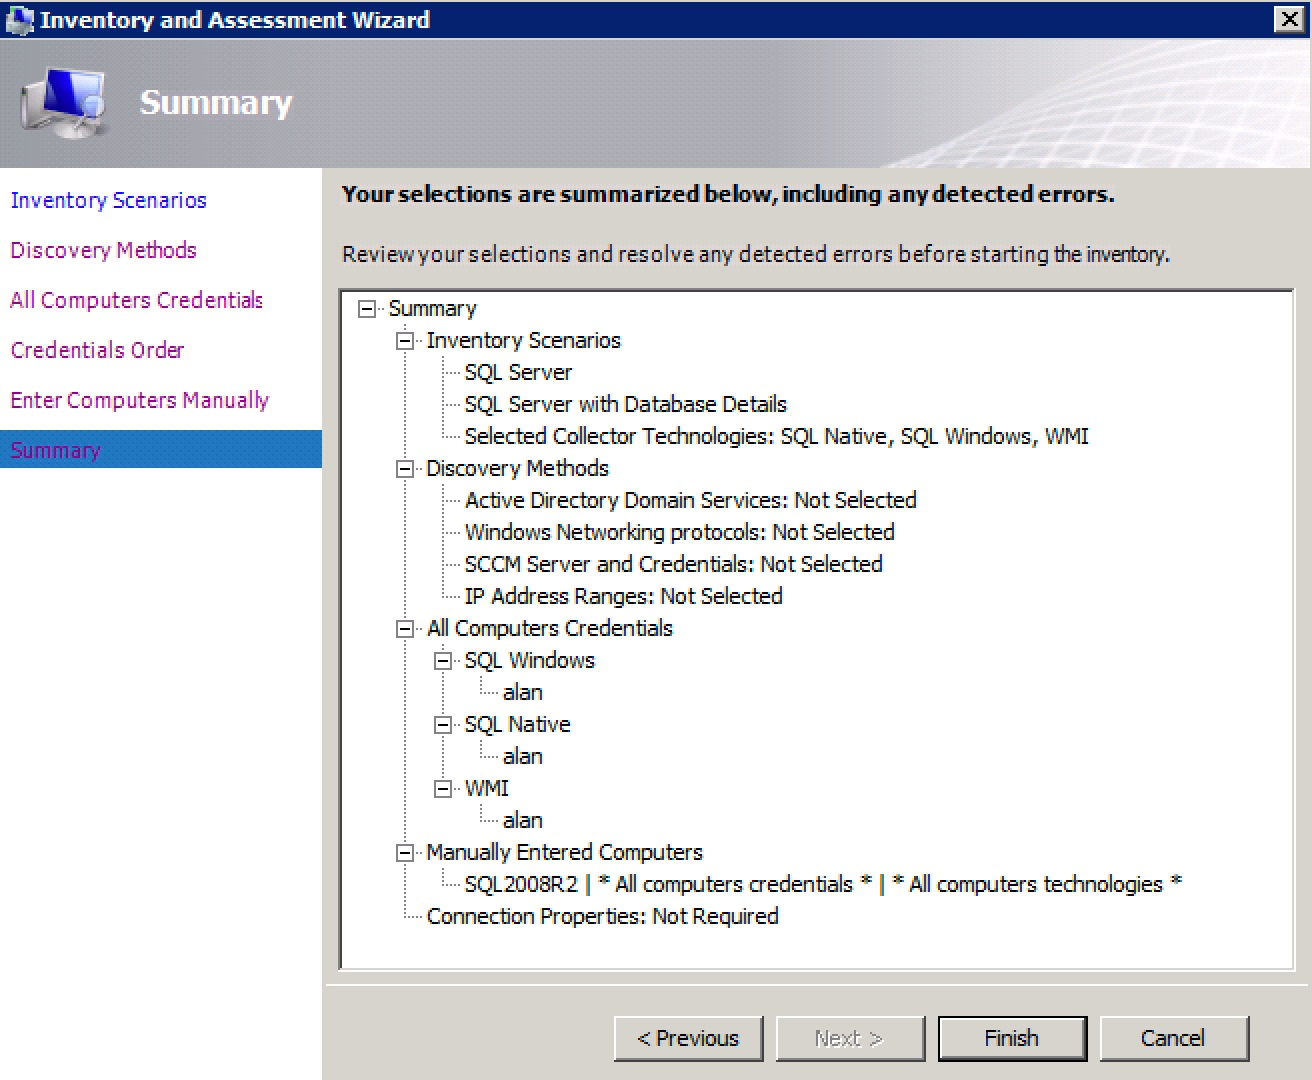 Inventory and Assessment Wizard
Summary
Inventory Scenarios
Discovery Methods
All Computers Credentials
Credentials Order
Enter Computers Manually
Summary
Your selections are summarized below, including any detected errors.
Review your selections and resolve any detected errors before starting the inventory.
Summary
Inventory Scenarios
SQL Server
SQL Server with Database Details
Selected Collector Technologies: SQL Native, SQL Windows, WMI
Discovery Methods
Active Directory Domain Services: Not Selected
Windows Networking protocols: Not Selected
SCCM Server and Credentials: Not Selected
IP Address Ranges: Not Selected
All Computers Credentials
SQL Windows
alan
SQL Native
alan
WMI
alan
Manually Entered Computers
SQL2008R2 | * All computers credentials * | * All computers technologies *
Connection Properties: Not Required
< Previous
Next >
Finish
Cancel